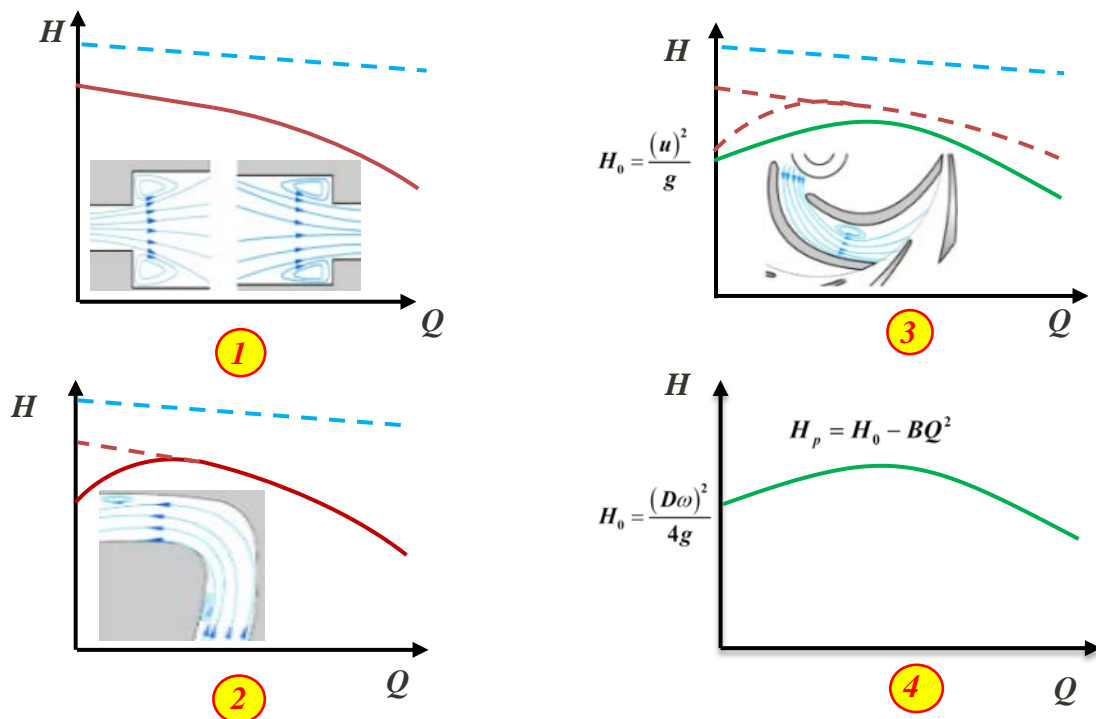 H
Q
1
H
H_0 = (u)^2 / g
Q
3
H
Q
2
H
H_p = H_0 − BQ^2
H_0 = (Dω)^2 / 4g
Q
4